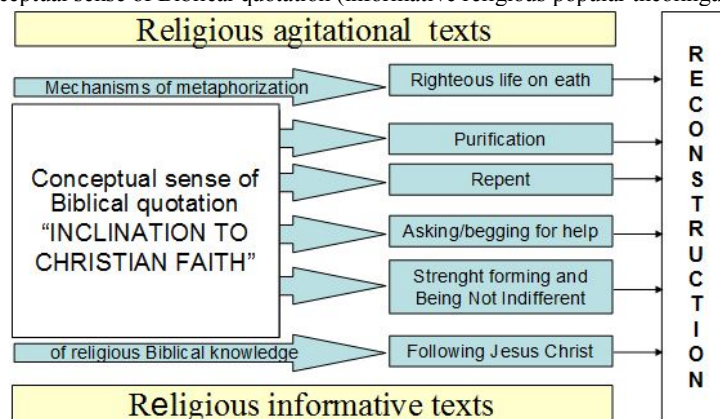 Religious agitational texts
Mechanisms of metaphorization
Righteous life on eath
Purification
Repent
Conceptual sense of
Biblical quotation
“INCLINATION TO
CHRISTIAN FAITH”
Asking/begging for help
Strenght forming and
Being Not Indifferent
of religious Biblical knowledge
Following Jesus Christ
Religious informative texts
R
E
C
O
N
S
T
R
U
C
T
I
O
N